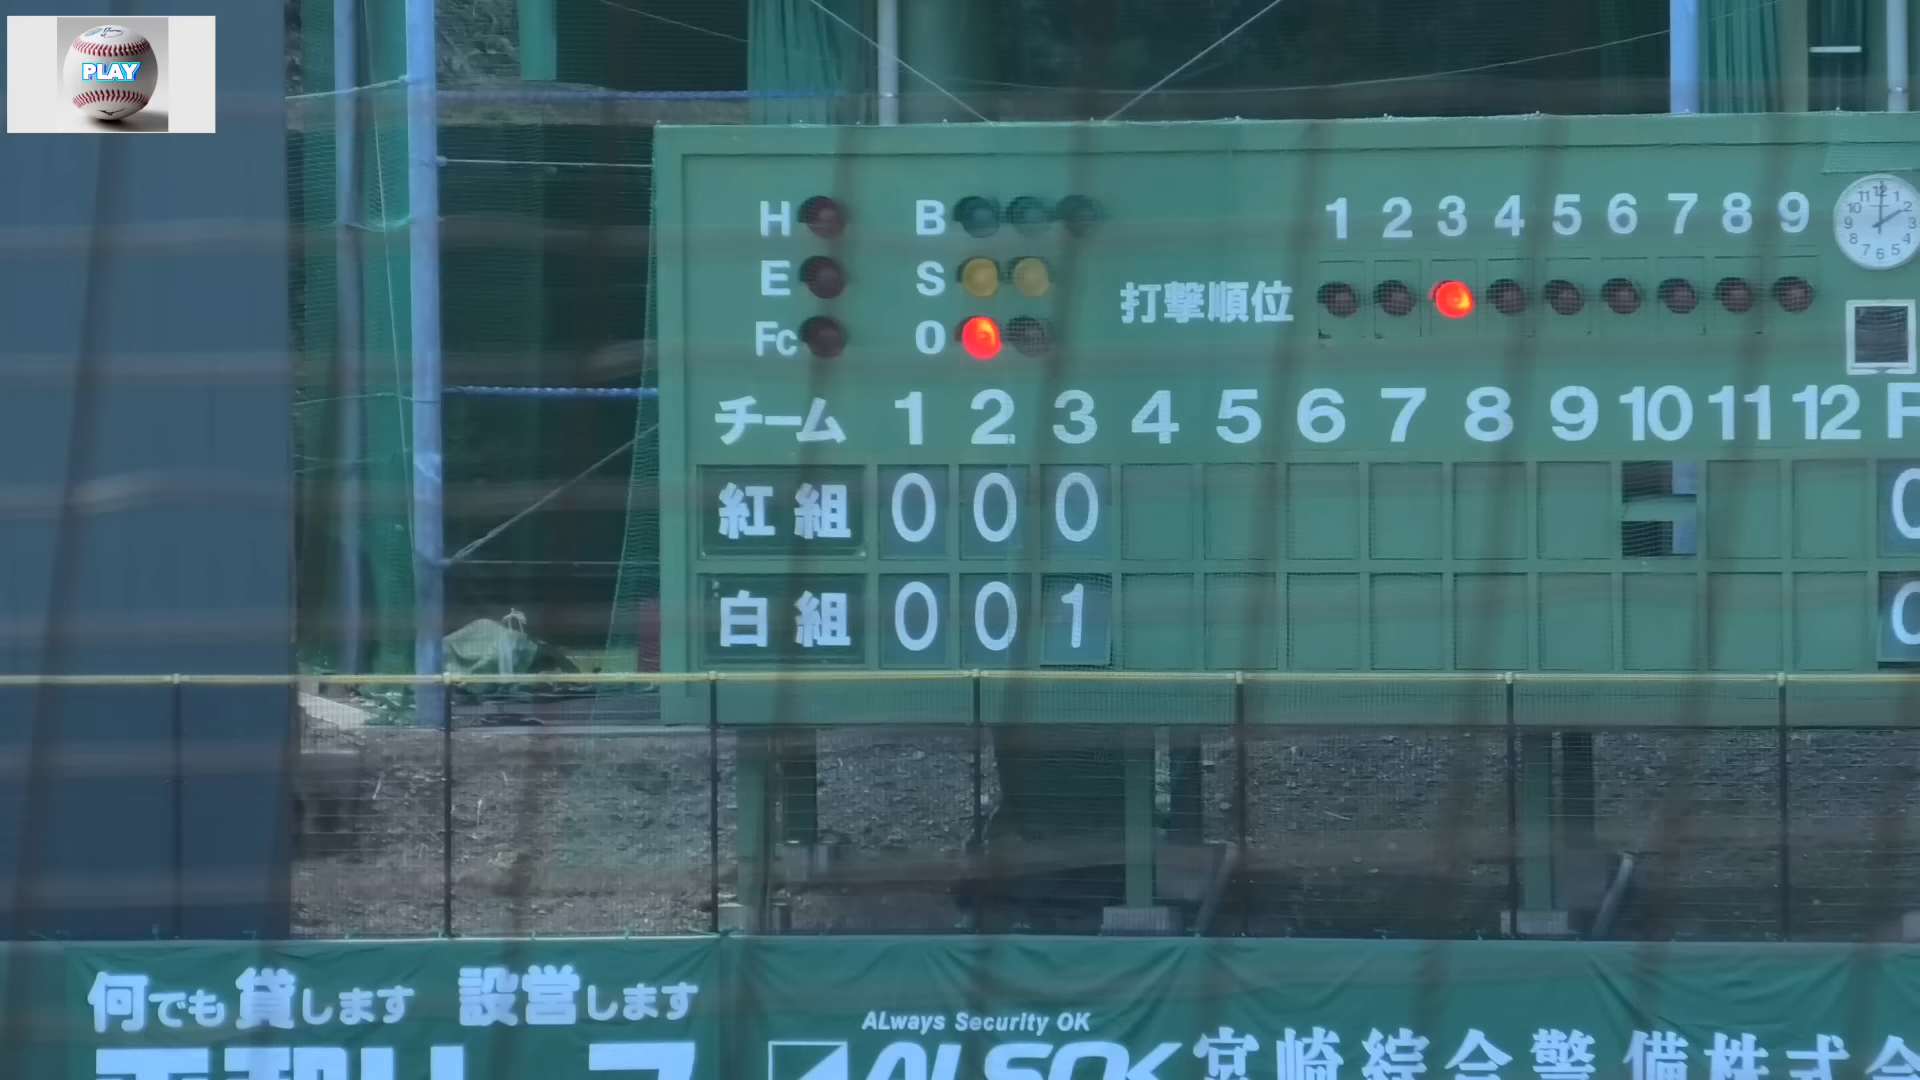 PLAY
H B 1 2 3 4 5 6 7 8 9
E S
打撃順位
Fc O
チーム 1 2 3 4 5 6 7 8 9 10 11 12
紅組 0 0 0
白組 0 0 1
何でも貸します 設営します
ALways Security OK
ALSOK 宮崎綜合警備株式会